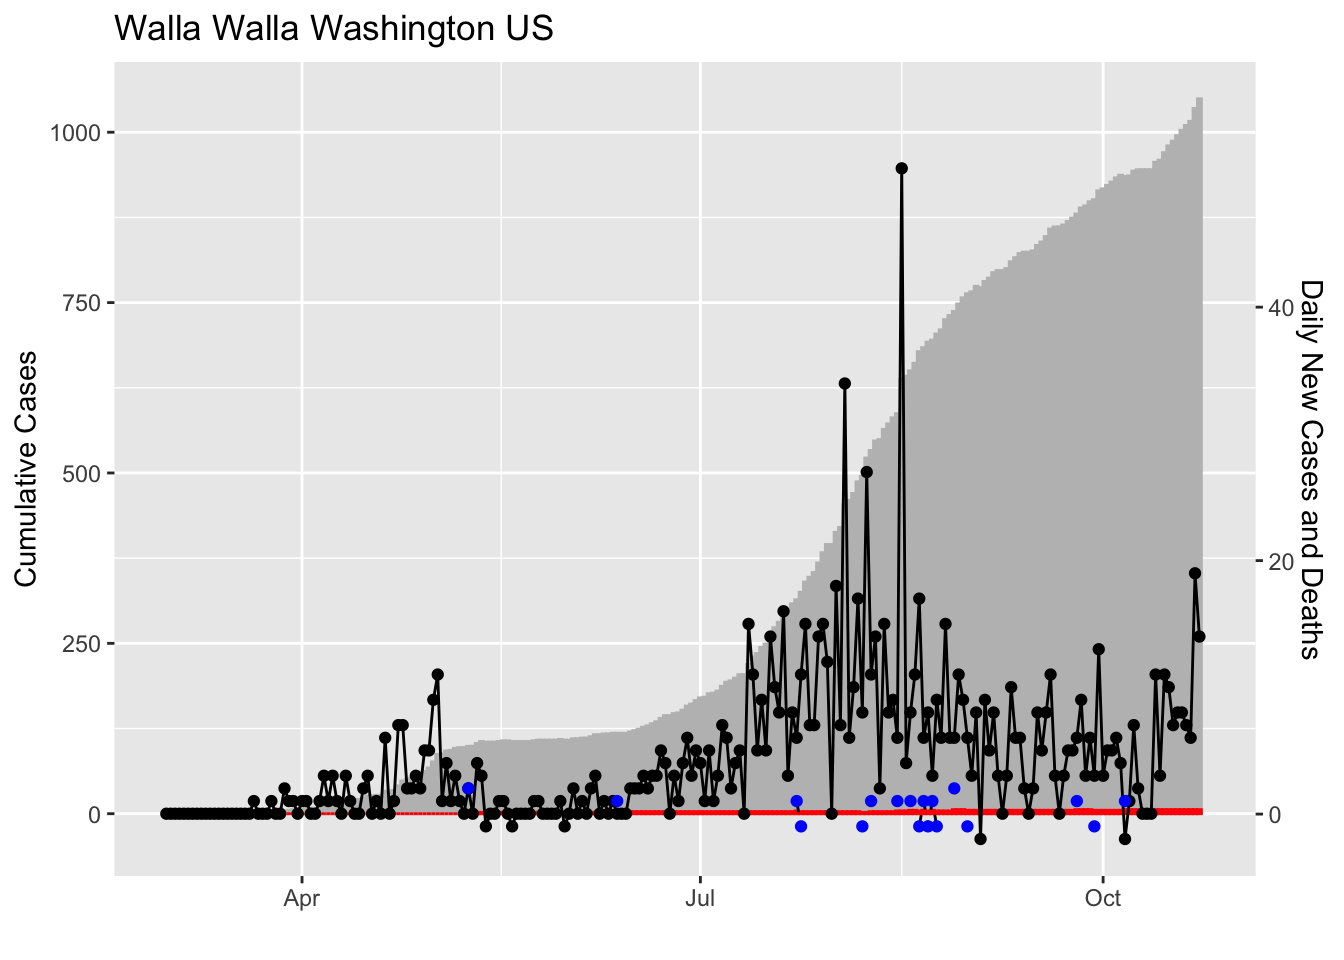 Walla Walla Washington US
Cumulative Cases
1000
750
500
250
0
40
20
0
Daily New Cases and Deaths
Apr
Jul
Oct